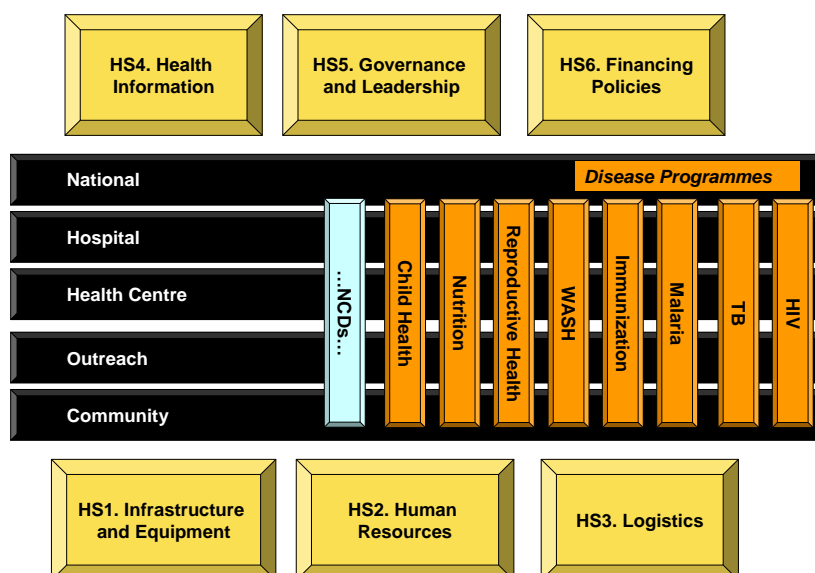 HS4. Health
Information
HS5. Governance
and Leadership
HS6. Financing
Policies
National
Disease Programmes
Hospital
Health Centre
Outreach
Community
...NCDs...
Child Health
Nutrition
Reproductive Health
WASH
Immunization
Malaria
TB
HIV
HS1. Infrastructure
and Equipment
HS2. Human
Resources
HS3. Logistics